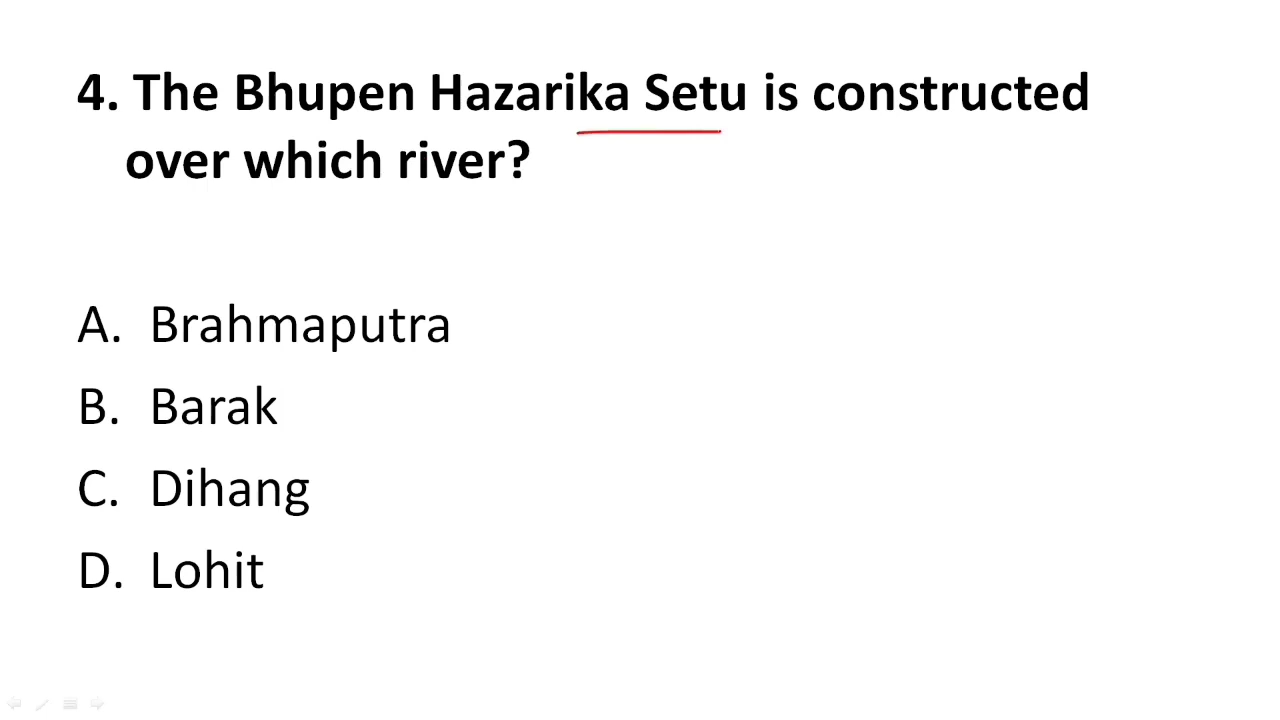 4. The Bhupen Hazarika Setu is constructed
over which river?
A. Brahmaputra
B. Barak
C. Dihang
D. Lohit